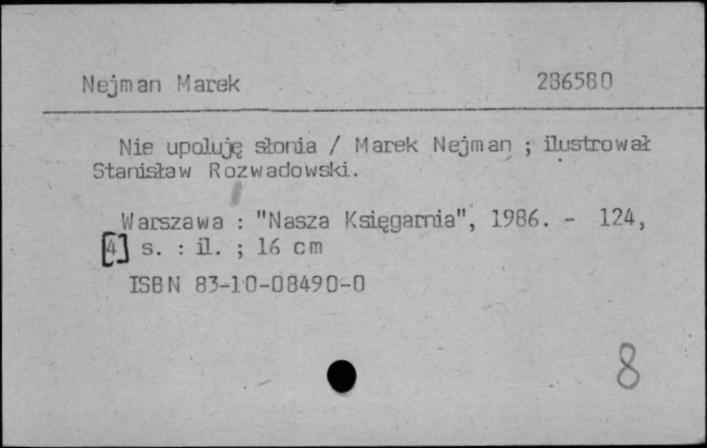 Nejman Marek 286580
Nie upoluję słonia / Marek Nejman ; ilustrował
Stanisław Rozwadowski.
Warszawa : "Nasza Księgarnia", 1986. - 124,
[4] s. : il. ; 16 cm
ISBN 83-10-08490-0
8